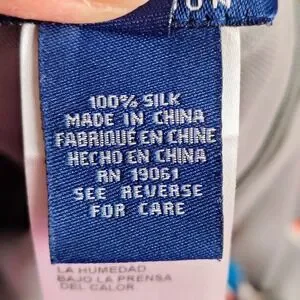 100% SILK
MADE IN CHINA
FABRIQUÉ EN CHINE
HECHO EN CHINA
RN 19061
SEE REVERSE
FOR CARE
LA HUMEDAD
BAJO LA PRENSA
DEL CALOR